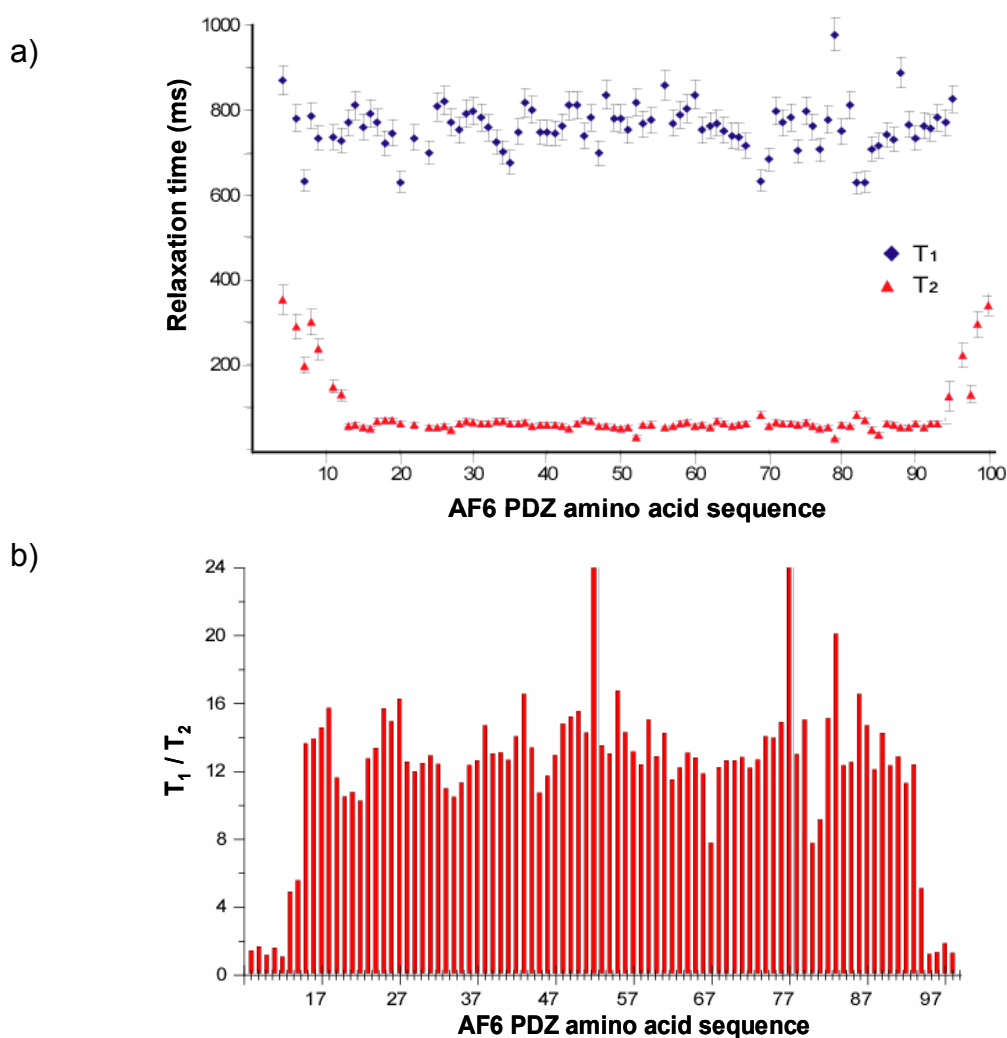 a)
Relaxation time (ms)
1000
800
600
400
200
T1
T2
10 20 30 40 50 60 70 80 90 100
AF6 PDZ amino acid sequence
b)
T1 / T2
24
20
16
12
8
4
0
17 27 37 47 57 67 77 87 97
AF6 PDZ amino acid sequence